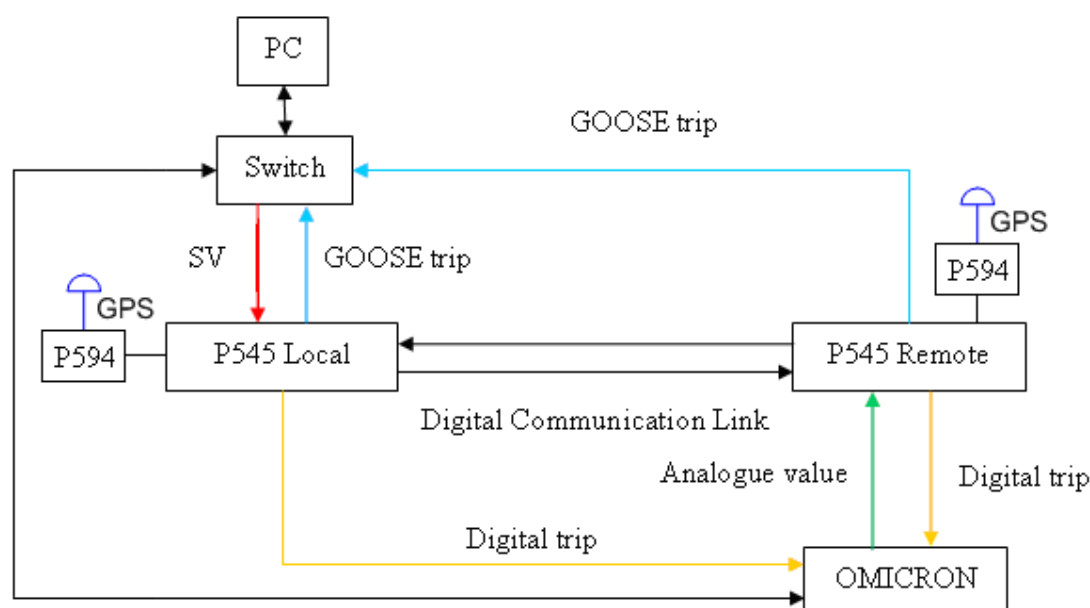 PC
GOOSE trip
Switch
GPS
SV
GOOSE trip
P594
GPS
P594
P545 Local
P545 Remote
Digital Communication Link
Analogue value
Digital trip
Digital trip
OMICRON